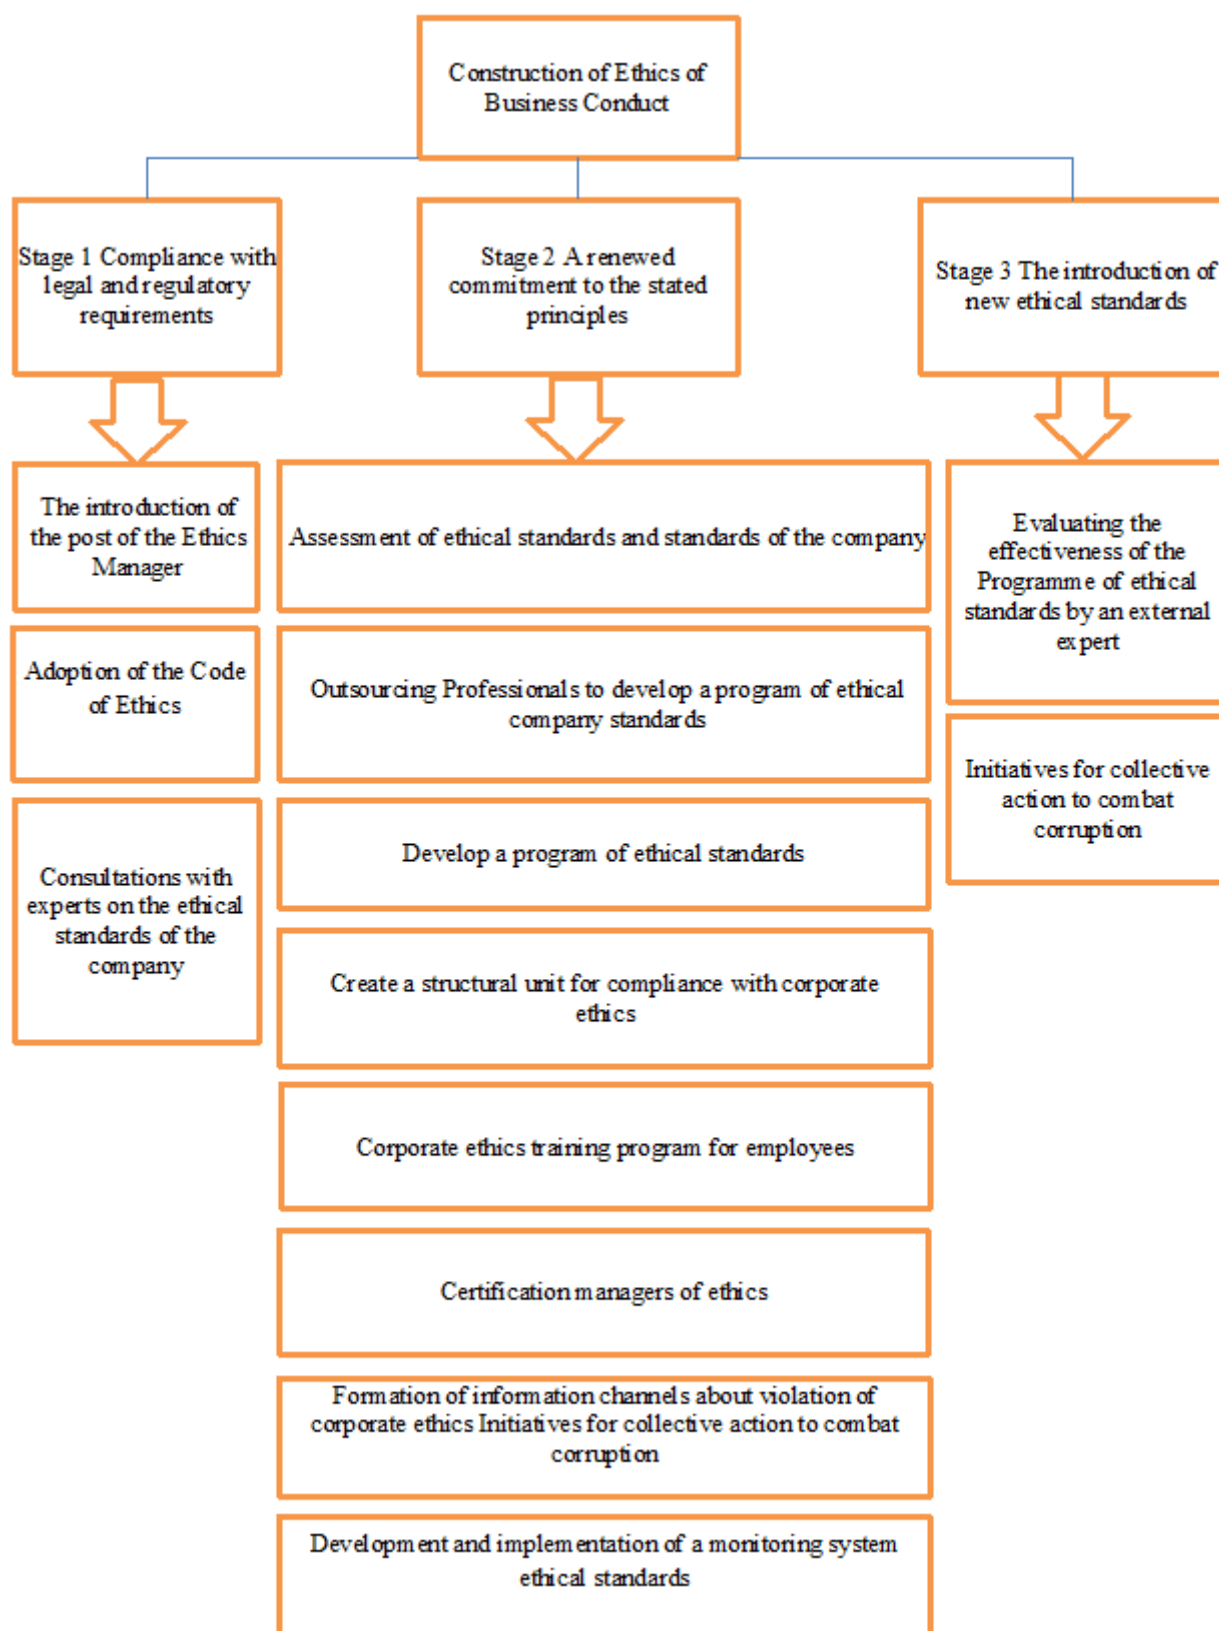 Construction of Ethics of
Business Conduct
Stage 1 Compliance with
legal and regulatory
requirements
Stage 2 A renewed
commitment to the stated
principles
Stage 3 The introduction of
new ethical standards
The introduction of
the post of the Ethics
Manager
Adoption of the Code
of Ethics
Consultations with
experts on the ethical
standards of the
company
Assessment of ethical standards and standards of the company
Outsourcing Professionals to develop a program of ethical
company standards
Develop a program of ethical standards
Create a structural unit for compliance with corporate
ethics
Corporate ethics training program for employees
Certification managers of ethics
Formation of information channels about violation of
corporate ethics Initiatives for collective action to combat
corruption
Development and implementation of a monitoring system
ethical standards
Evaluating the
effectiveness of the
Programme of ethical
standards by an external
expert
Initiatives for collective
action to combat
corruption